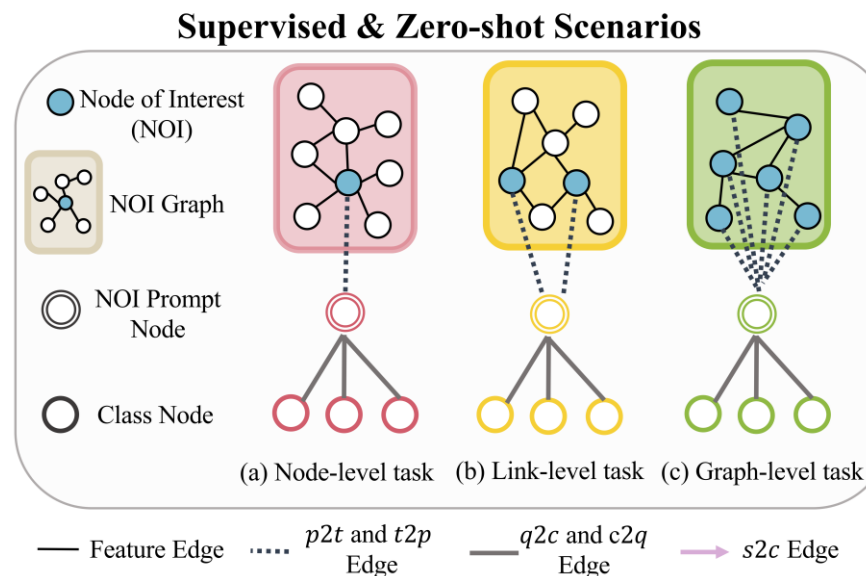 Supervised & Zero-shot Scenarios
Node of Interest
(NOI)
NOI Graph
NOI Prompt
Node
Class Node
(a) Node-level task
(b) Link-level task
(c) Graph-level task
Feature Edge
p2t and t2p
Edge
q2c and c2q
Edge
s2c Edge